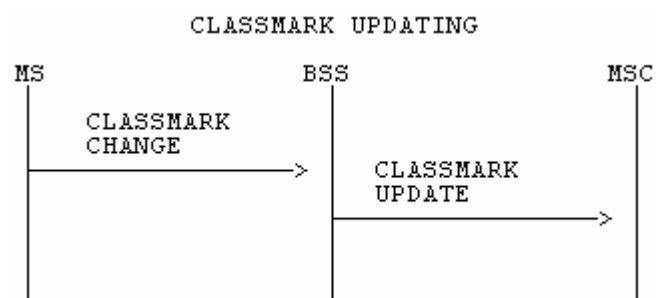 CLASSMARK UPDATING
MS BSS MSC
CLASSMARK
CHANGE
CLASSMARK
UPDATE